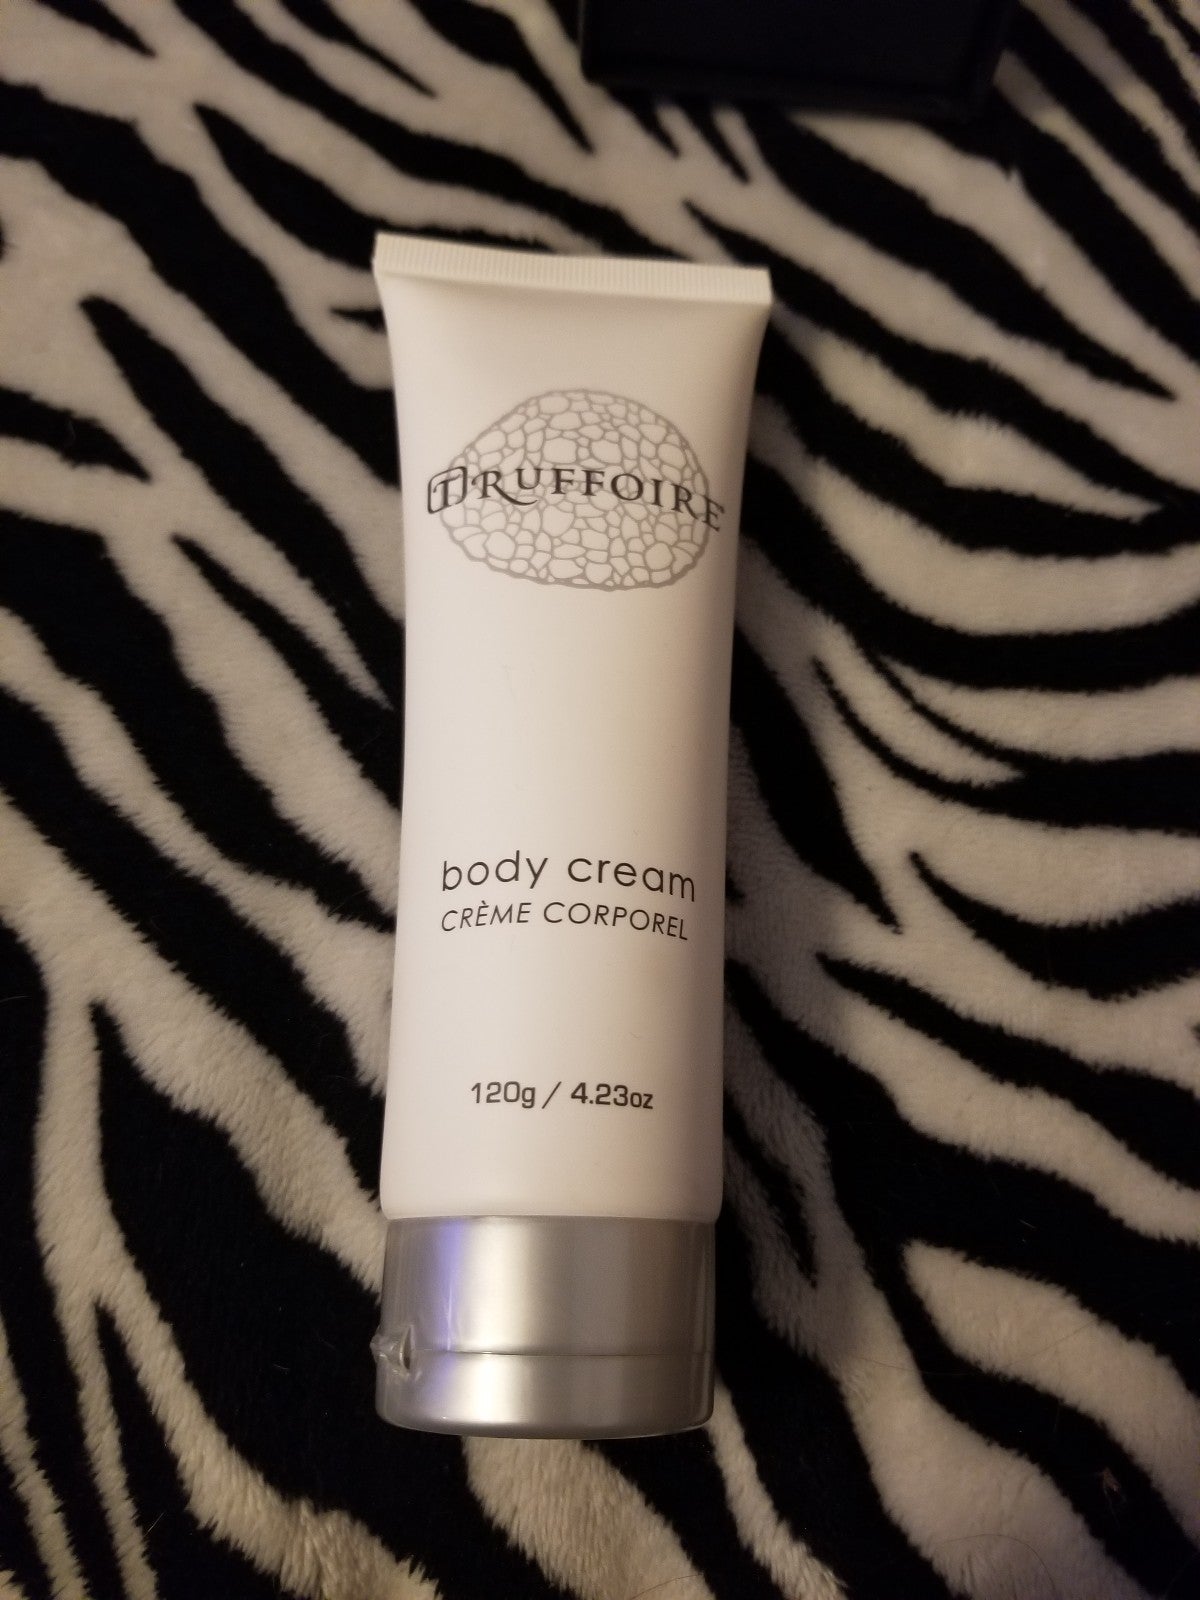 TRUFFOIRE
body cream
CRÈME CORPOREL
120g / 4.23oz